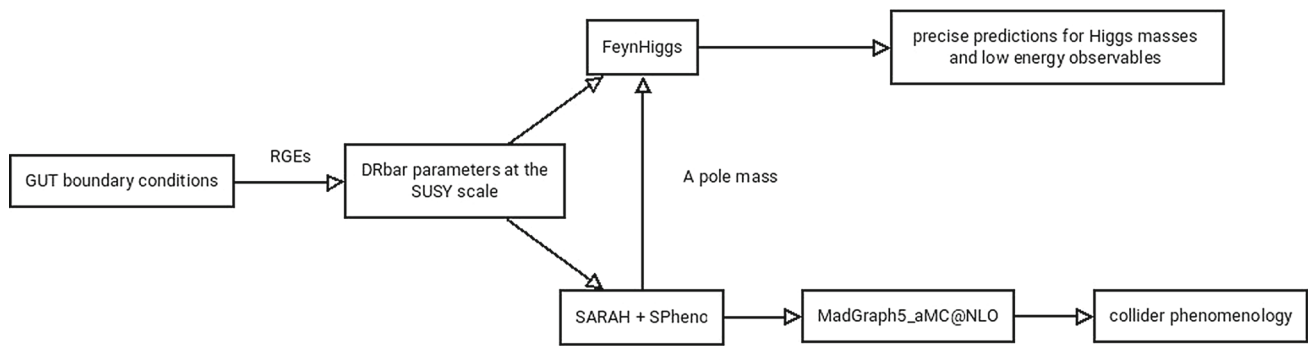 FeynHiggs
precise predictions for Higgs masses
and low energy observables
RGEs
GUT boundary conditions
DRbar parameters at the
SUSY scale
A pole mass
SARAH + SPheno
MadGraph5_aMC@NLO
collider phenomenology